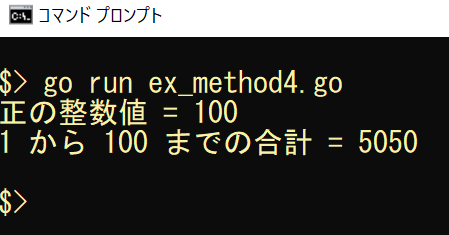 コマンド プロンプト
$> go run ex_method4.go
正の整数値 = 100
1 から 100 までの合計 = 5050
$>